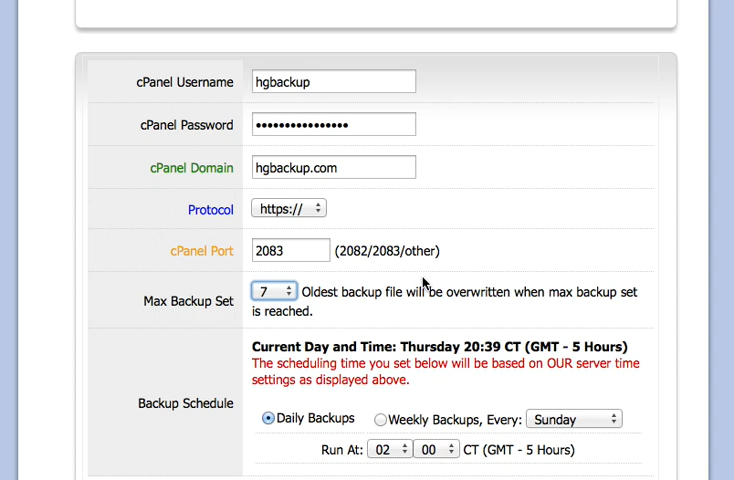 cPanel Username hgbackup
cPanel Password ••••••••••••••••
cPanel Domain hgbackup.com
Protocol https://
cPanel Port 2083 (2082/2083/other)
Max Backup Set 7 Oldest backup file will be overwritten when max backup set
is reached.
Current Day and Time: Thursday 20:39 CT (GMT - 5 Hours)
The scheduling time you set below will be based on OUR server time
settings as displayed above.
Backup Schedule
Daily Backups Weekly Backups, Every: Sunday
Run At: 02 00 CT (GMT - 5 Hours)